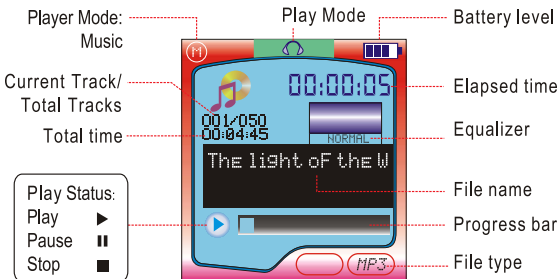 Player Mode:
Music
Play Mode
Battery level
M
Current Track/
Total Tracks
00:00:05
Elapsed time
001/050
Total time
00:04:45
NORMAL
Equalizer
The light oF the W
File name
Play Status:
Play
Pause
Stop
Progress bar
MP3
File type